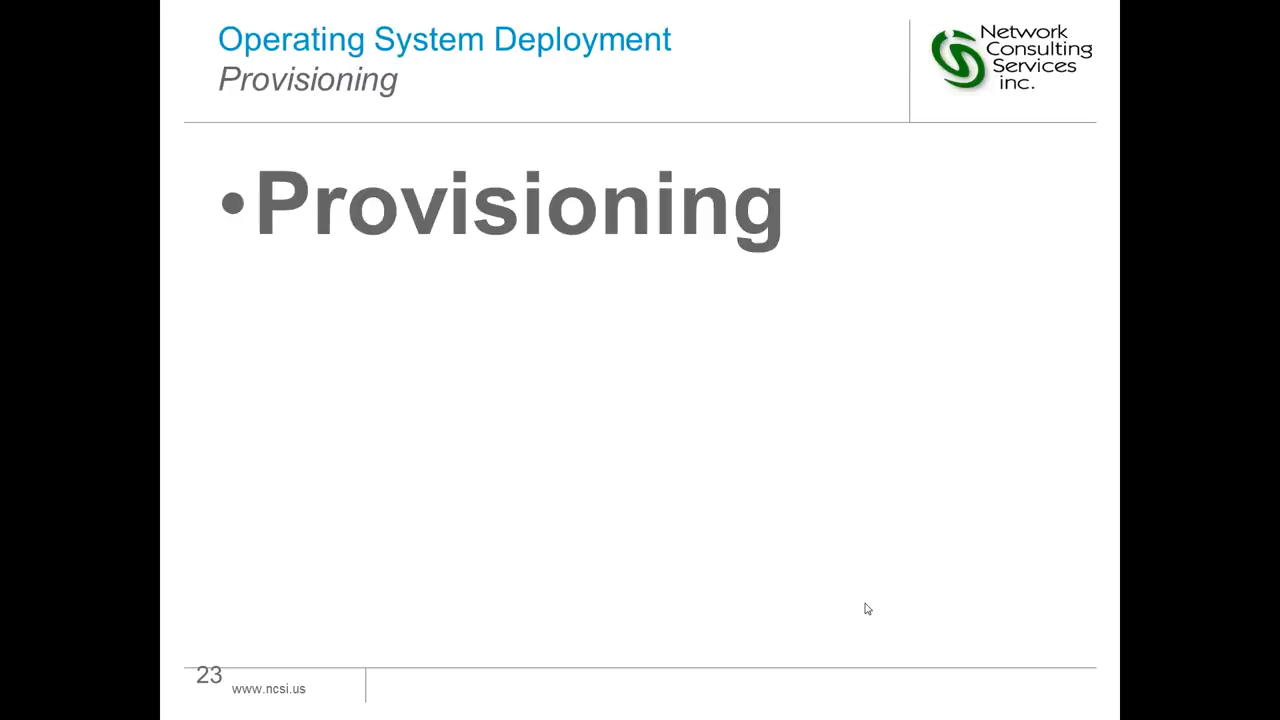 Operating System Deployment
Provisioning
Network
Consulting
Services
inc.
•Provisioning
23
www.ncsi.us